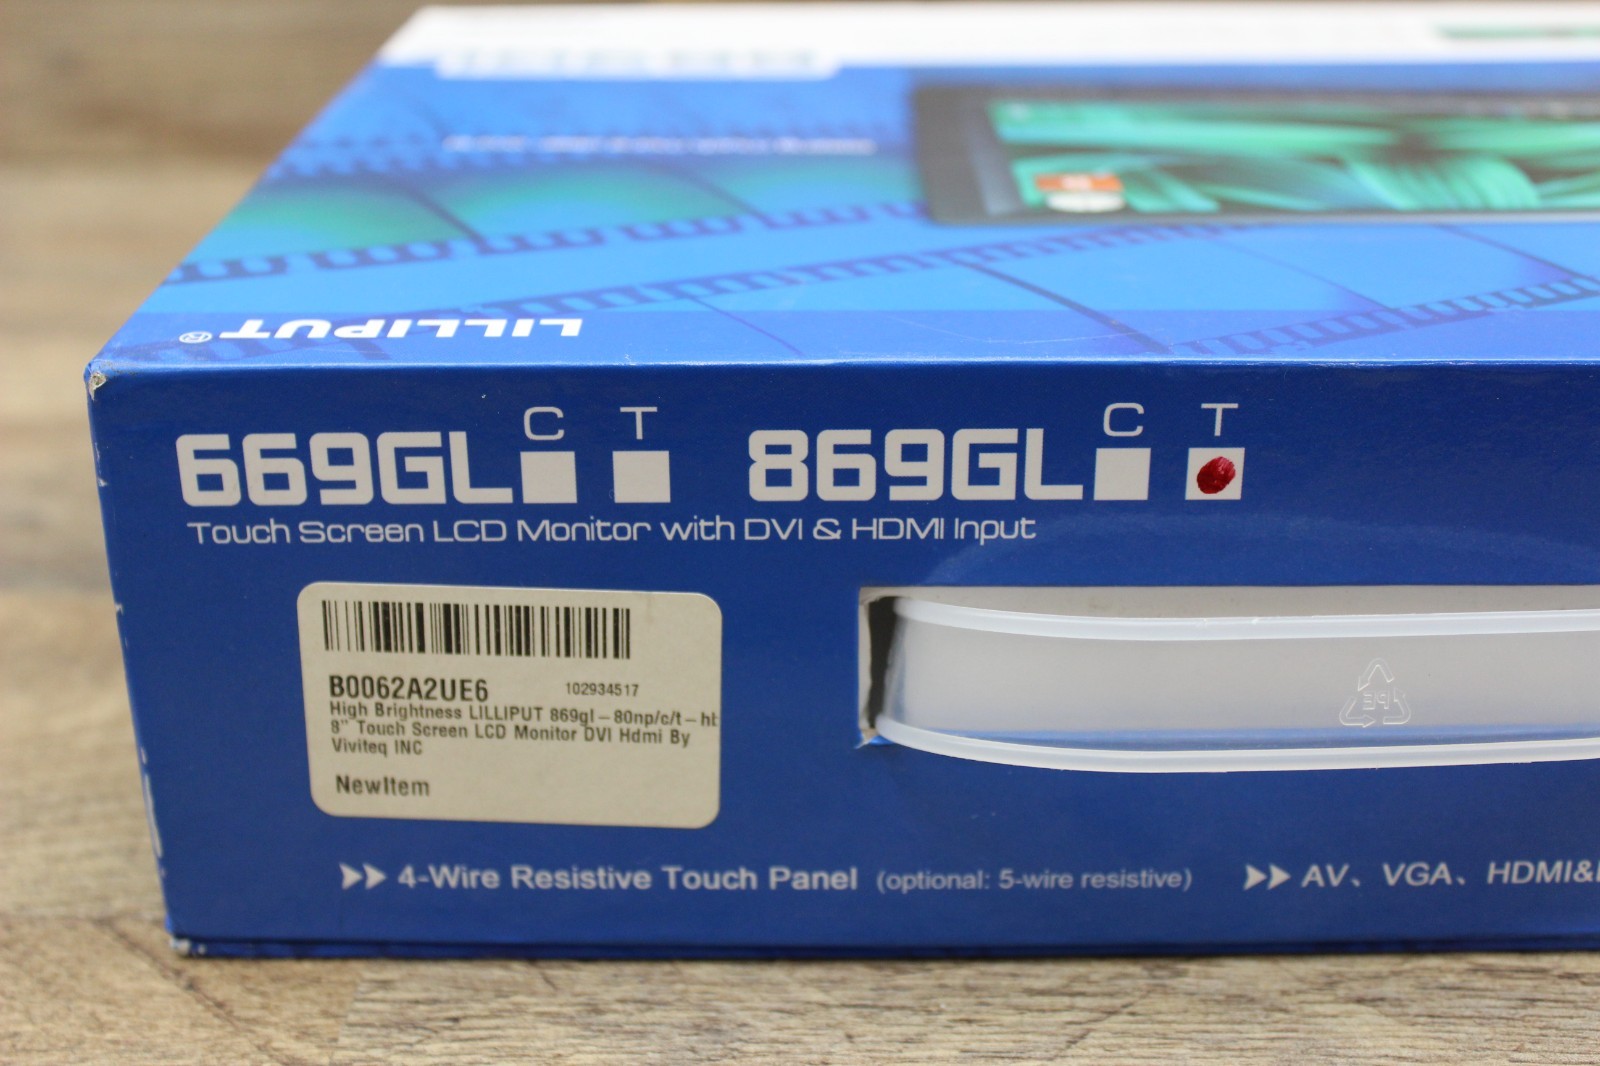 LILLIPUT®
669GL C T 869GL C T
Touch Screen LCD Monitor with DVI & HDMI Input
B0062A2UE6 102934517
High Brightness LILLIPUT 869gl-80np/c/t-hb
8" Touch Screen LCD Monitor DVI Hdmi By
Viviteq INC
NewItem
PE
4-Wire Resistive Touch Panel (optional: 5-wire resistive) AV、VGA、HDMI&